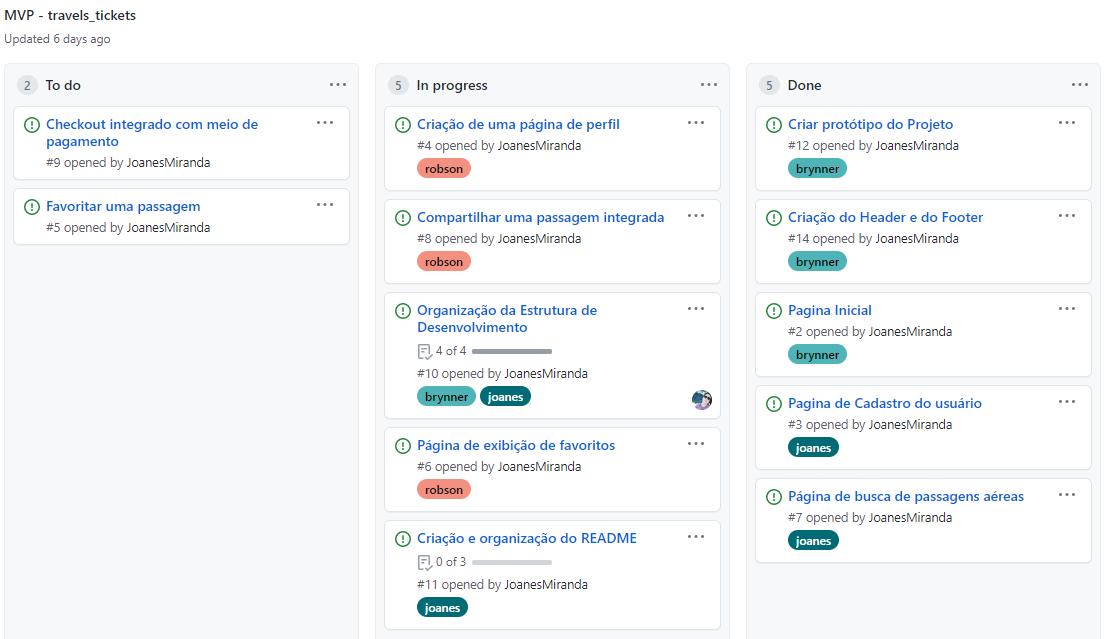 MVP - travels_tickets
Updated 6 days ago
2 To do
Checkout integrado com meio de
pagamento
#9 opened by JoanesMiranda
Favoritar uma passagem
#5 opened by JoanesMiranda
5 In progress
Criação de uma página de perfil
#4 opened by JoanesMiranda
robson
Compartilhar uma passagem integrada
#8 opened by JoanesMiranda
robson
Organização da Estrutura de
Desenvolvimento
4 of 4
#10 opened by JoanesMiranda
brynner joanes
Página de exibição de favoritos
#6 opened by JoanesMiranda
robson
Criação e organização do README
0 of 3
#11 opened by JoanesMiranda
joanes
5 Done
Criar protótipo do Projeto
#12 opened by JoanesMiranda
brynner
Criação do Header e do Footer
#14 opened by JoanesMiranda
brynner
Pagina Inicial
#2 opened by JoanesMiranda
brynner
Pagina de Cadastro do usuário
#3 opened by JoanesMiranda
joanes
Página de busca de passagens aéreas
#7 opened by JoanesMiranda
joanes